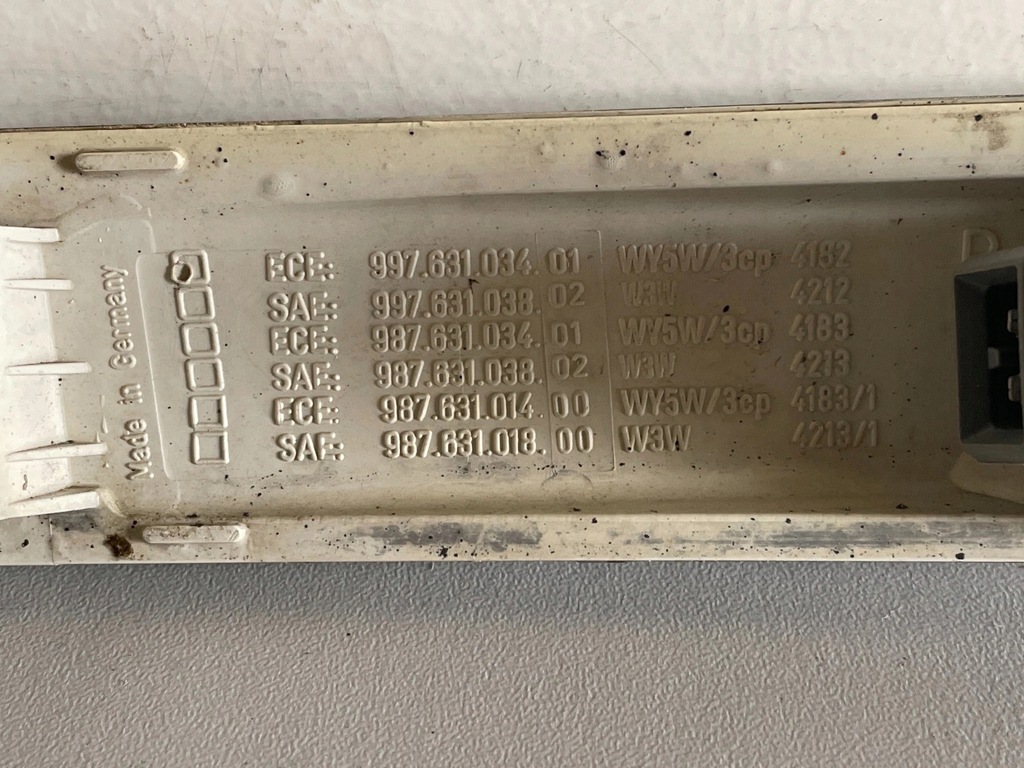 Made in Germany
ECE: 997.631.034. 01 WY5W/3cp 4182
SAE: 997.631.038. 02 W3W 4212
ECE: 987.631.034. 01 WY5W/3cp 4183
SAE: 987.631.038. 02 W3W 4213
ECE: 987.631.014. 00 WY5W/3cp 4183/1
SAE: 987.631.018. 00 W3W 4213/1